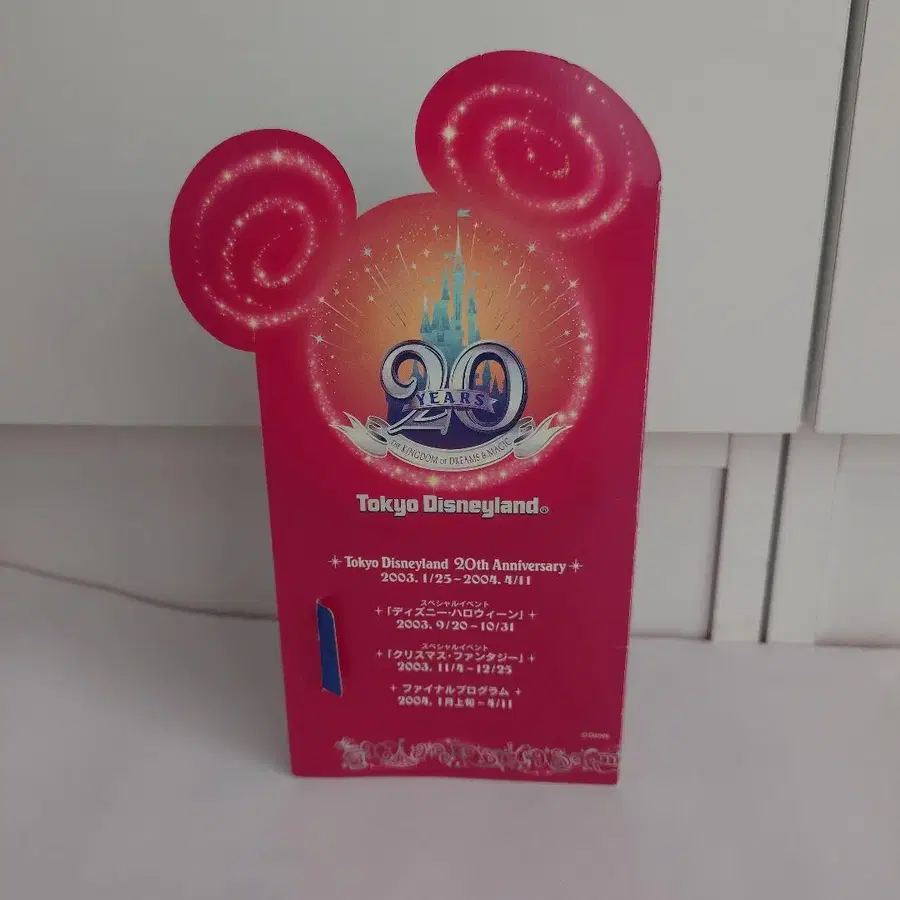 20
YEARS
THE KINGDOM OF DREAMS & MAGIC
Tokyo Disneyland®
Tokyo Disneyland 20th Anniversary
2003. 1/25~2004. 4/11
スペシャルイベント
「ディズニー・ハロウィーン」
2003. 9/20~10/31
スペシャルイベント
「クリスマス・ファンタジー」
2003. 11/4~12/25
ファイナルプログラム
2004. 1月上旬~4/11
©Disney